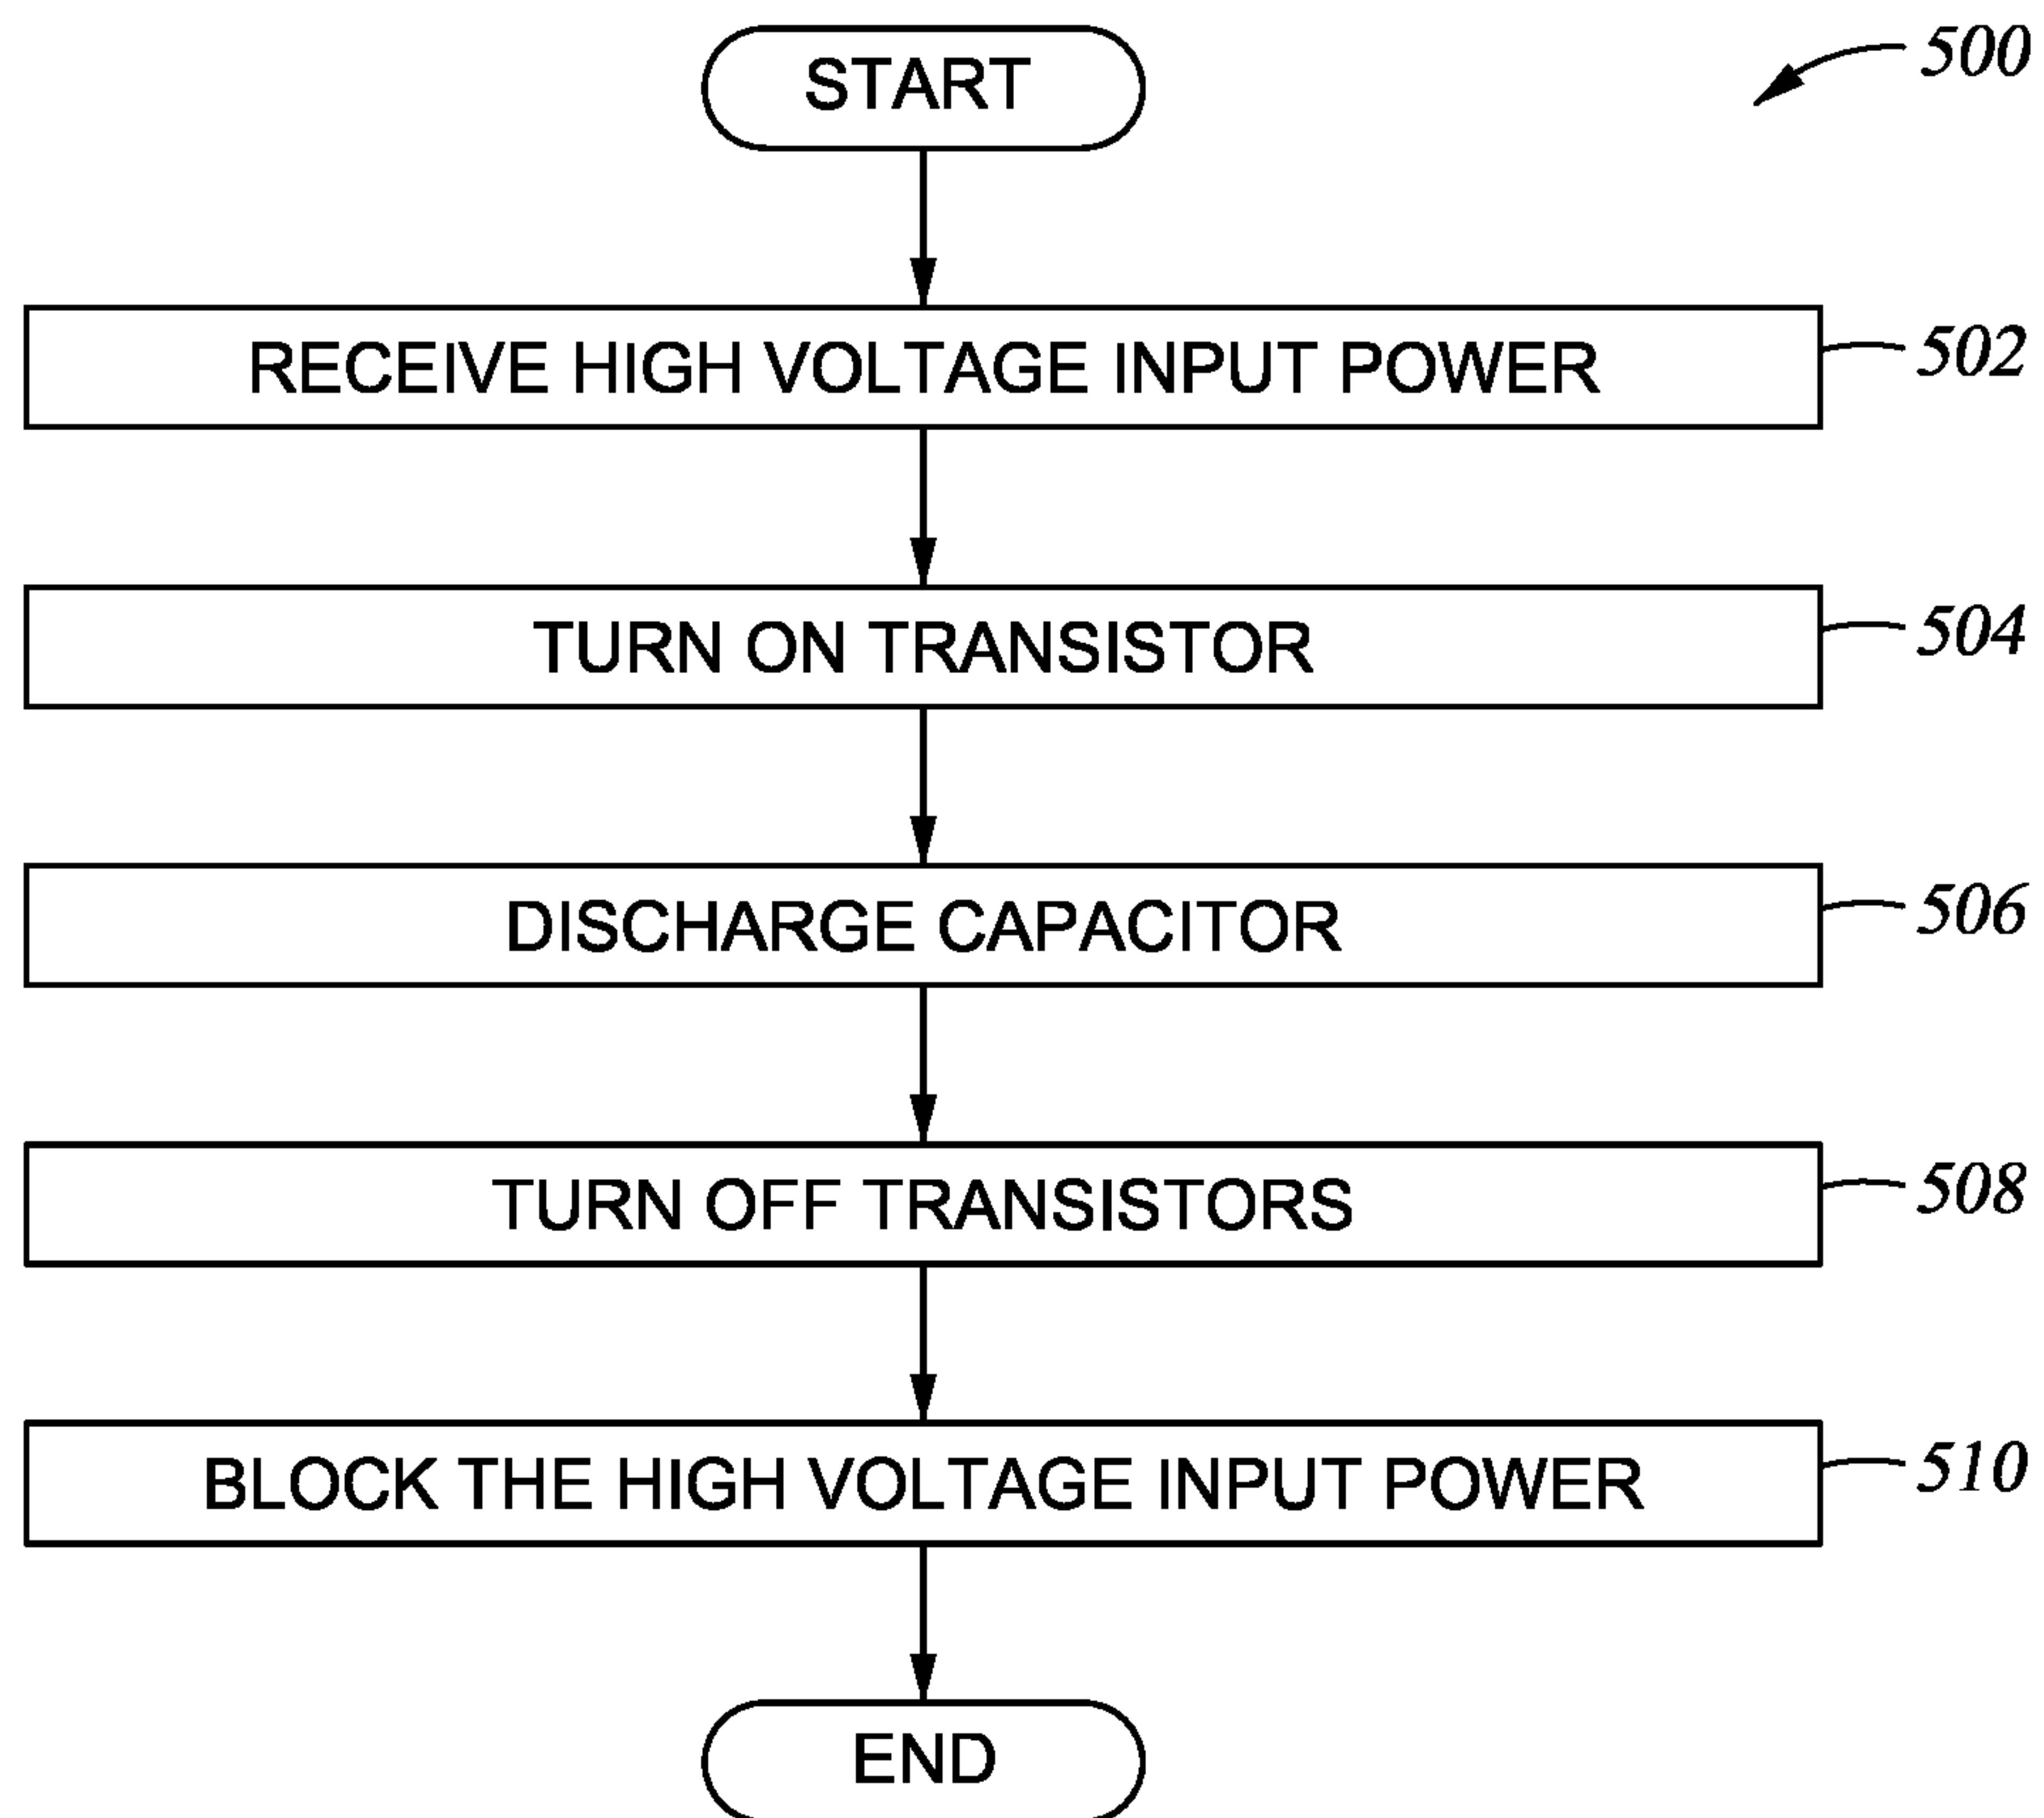 START
500
RECEIVE HIGH VOLTAGE INPUT POWER
502
TURN ON TRANSISTOR
504
DISCHARGE CAPACITOR
506
TURN OFF TRANSISTORS
508
BLOCK THE HIGH VOLTAGE INPUT POWER
510
END